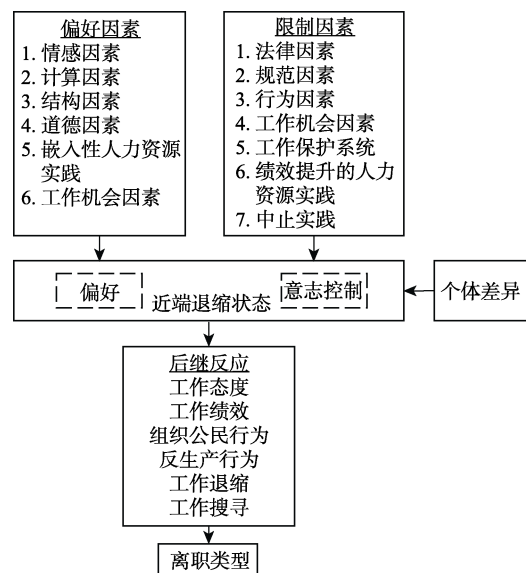 偏好因素
1. 情感因素
2. 计算因素
3. 结构因素
4. 道德因素
5. 嵌入性人力资源
实践
6. 工作机会因素
限制因素
1. 法律因素
2. 规范因素
3. 行为因素
4. 工作机会因素
5. 工作保护系统
6. 绩效提升的人力
资源实践
7. 中止实践
偏好
近端退缩状态
意志控制
个体差异
后继反应
工作态度
工作绩效
组织公民行为
反生产行为
工作退缩
工作搜寻
离职类型